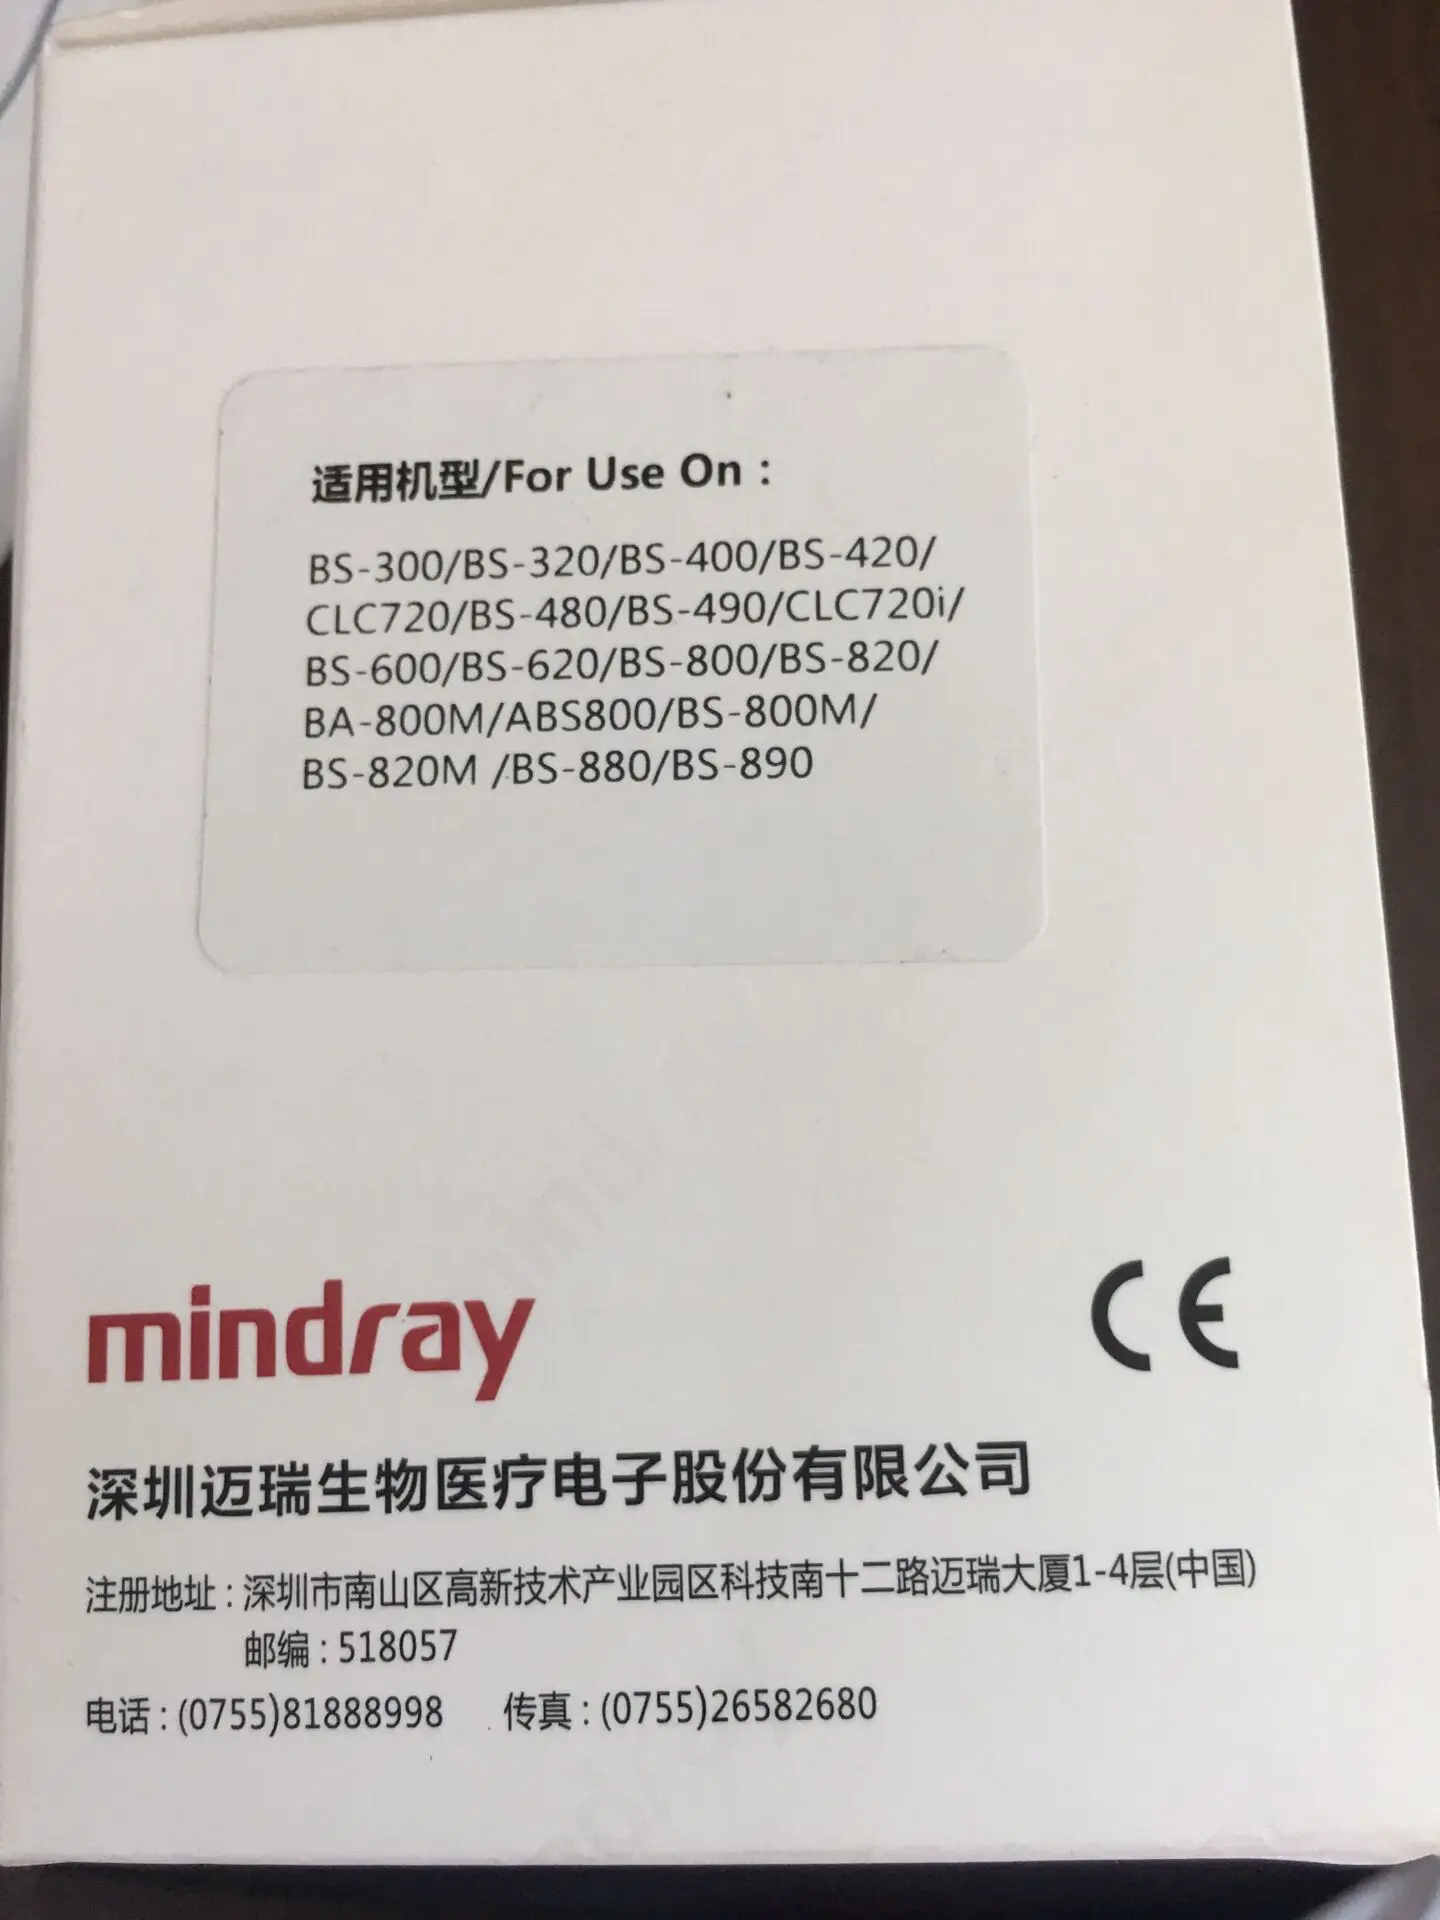 适用机型/For Use On：
BS-300/BS-320/BS-400/BS-420/
CLC720/BS-480/BS-490/CLC720i/
BS-600/BS-620/BS-800/BS-820/
BA-800M/ABS800/BS-800M/
BS-820M /BS-880/BS-890
mindray
CE
深圳迈瑞生物医疗电子股份有限公司
注册地址 : 深圳市南山区高新技术产业园区科技南十二路迈瑞大厦1-4层(中国)
邮编 : 518057
电话 : (0755)81888998 传真 : (0755)26582680